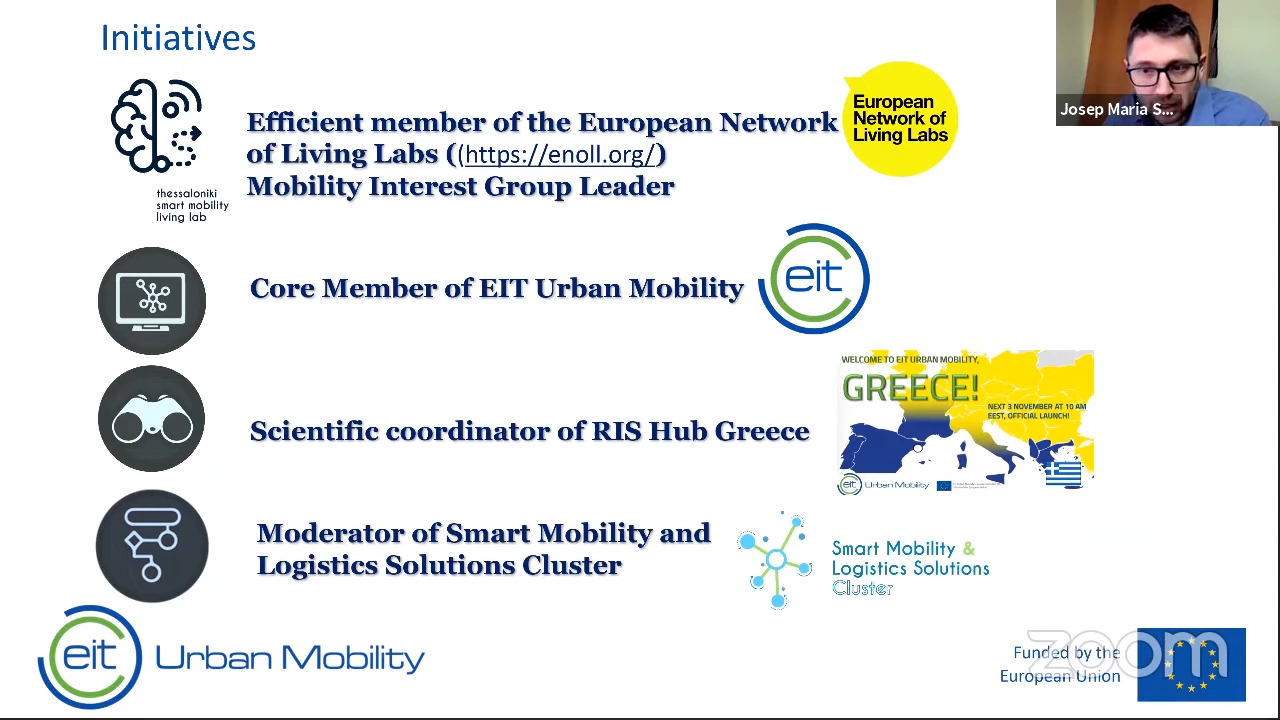 Initiatives
Josep Maria S...
Efficient member of the European Network
of Living Labs ((https://enoll.org/)
Mobility Interest Group Leader
European
Network of
Living Labs
thessaloniki
smart mobility
living lab
Core Member of EIT Urban Mobility
eit
WELCOME TO EIT URBAN MOBILITY,
GREECE!
NEXT 3 NOVEMBER AT 10 AM
EEST, OFFICIAL LAUNCH!
Scientific coordinator of RIS Hub Greece
eit Urban Mobility
Moderator of Smart Mobility and
Logistics Solutions Cluster
Smart Mobility &
Logistics Solutions
Cluster
eit Urban Mobility
Funded by the
European Union
zoom